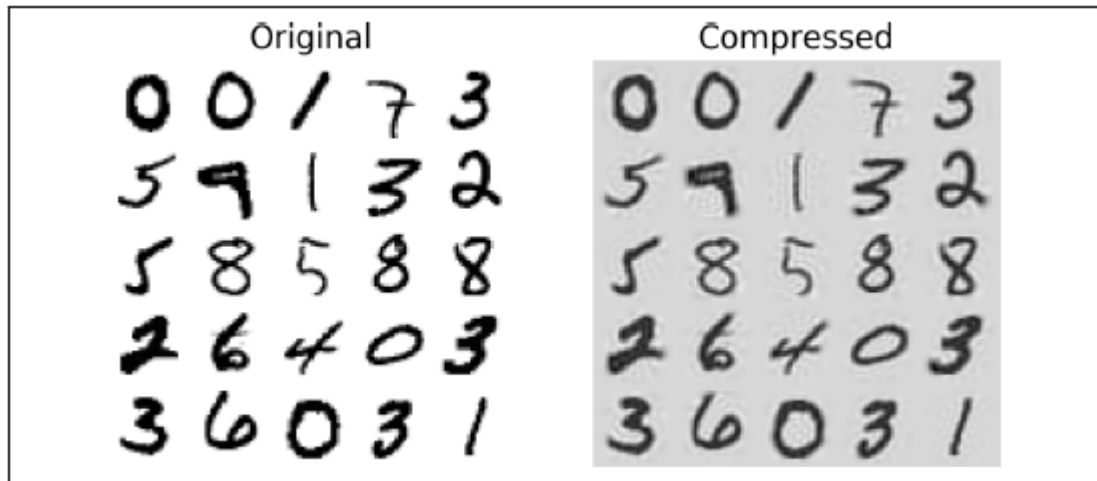 Original Compressed
0 0 1 7 3 0 0 1 7 3
5 9 1 3 2 5 9 1 3 2
5 8 5 8 8 5 8 5 8 8
2 6 4 0 3 2 6 4 0 3
3 6 0 3 1 3 6 0 3 1